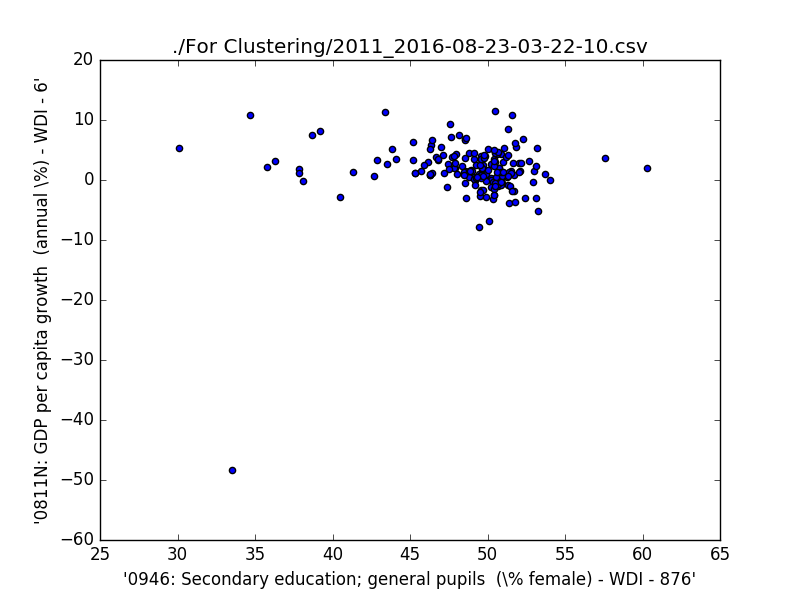 ./For Clustering/2011_2016-08-23-03-22-10.csv
'0811N: GDP per capita growth  (annual \%) - WDI - 6'
20
10
0
−10
−20
−30
−40
−50
−60
25 30 35 40 45 50 55 60 65
'0946: Secondary education; general pupils  (\% female) - WDI - 876'